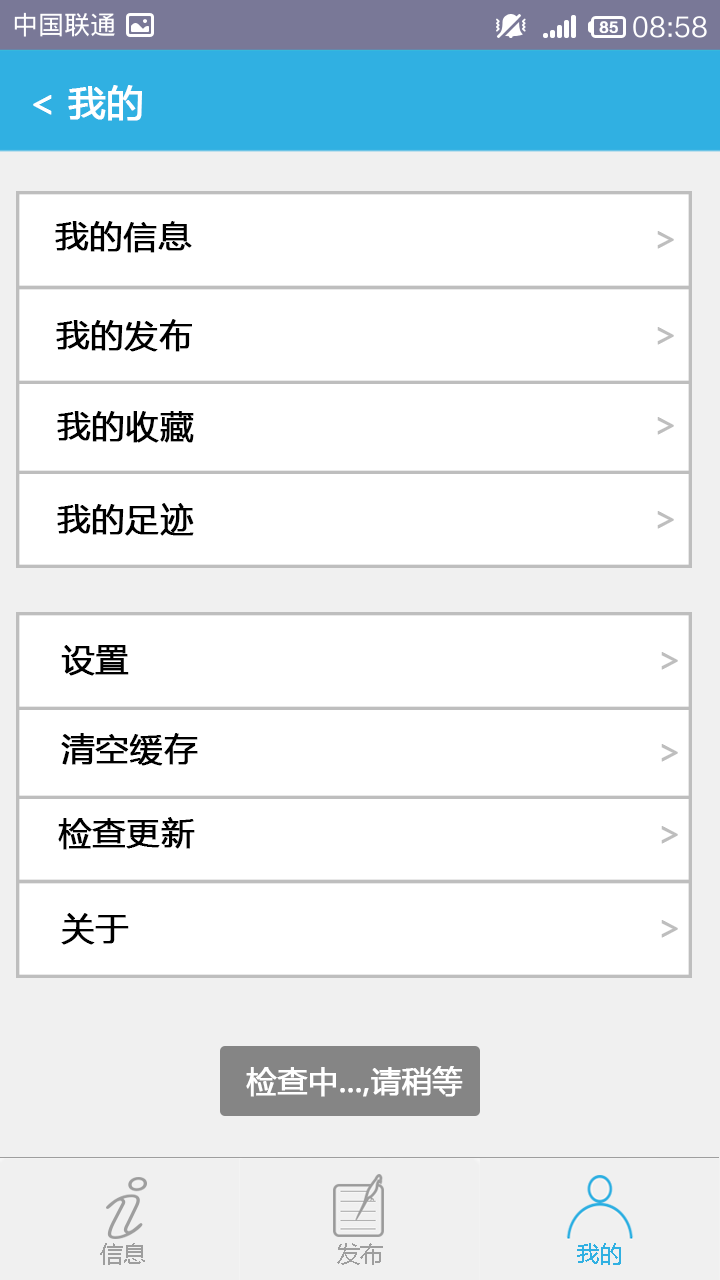 中国联通 85 08:58
< 我的
我的信息 >
我的发布 >
我的收藏 >
我的足迹 >
设置 >
清空缓存 >
检查更新 >
关于 >
检查中...,请稍等
信息 发布 我的